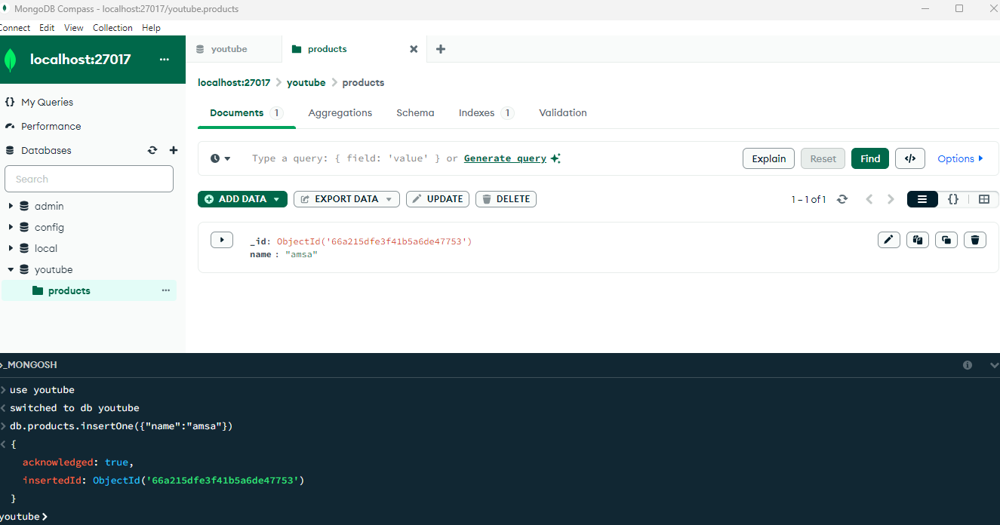 MongoDB Compass - localhost:27017/youtube.products
Connect Edit View Collection Help
localhost:27017 ...
My Queries
Performance
Databases
Search
admin
config
local
youtube
products ...
youtube
products
localhost:27017 > youtube > products
Documents 1 Aggregations Schema Indexes 1 Validation
Type a query: { field: 'value' } or Generate query
Explain Reset Find </> Options
ADD DATA EXPORT DATA UPDATE DELETE 1 – 1 of 1 {}
_id: ObjectId('66a215dfe3f41b5a6de47753')
name : "amsa"
>_MONGOSH
> use youtube
< switched to db youtube
> db.products.insertOne({"name":"amsa"})
< {
acknowledged: true,
insertedId: ObjectId('66a215dfe3f41b5a6de47753')
}
youtube>